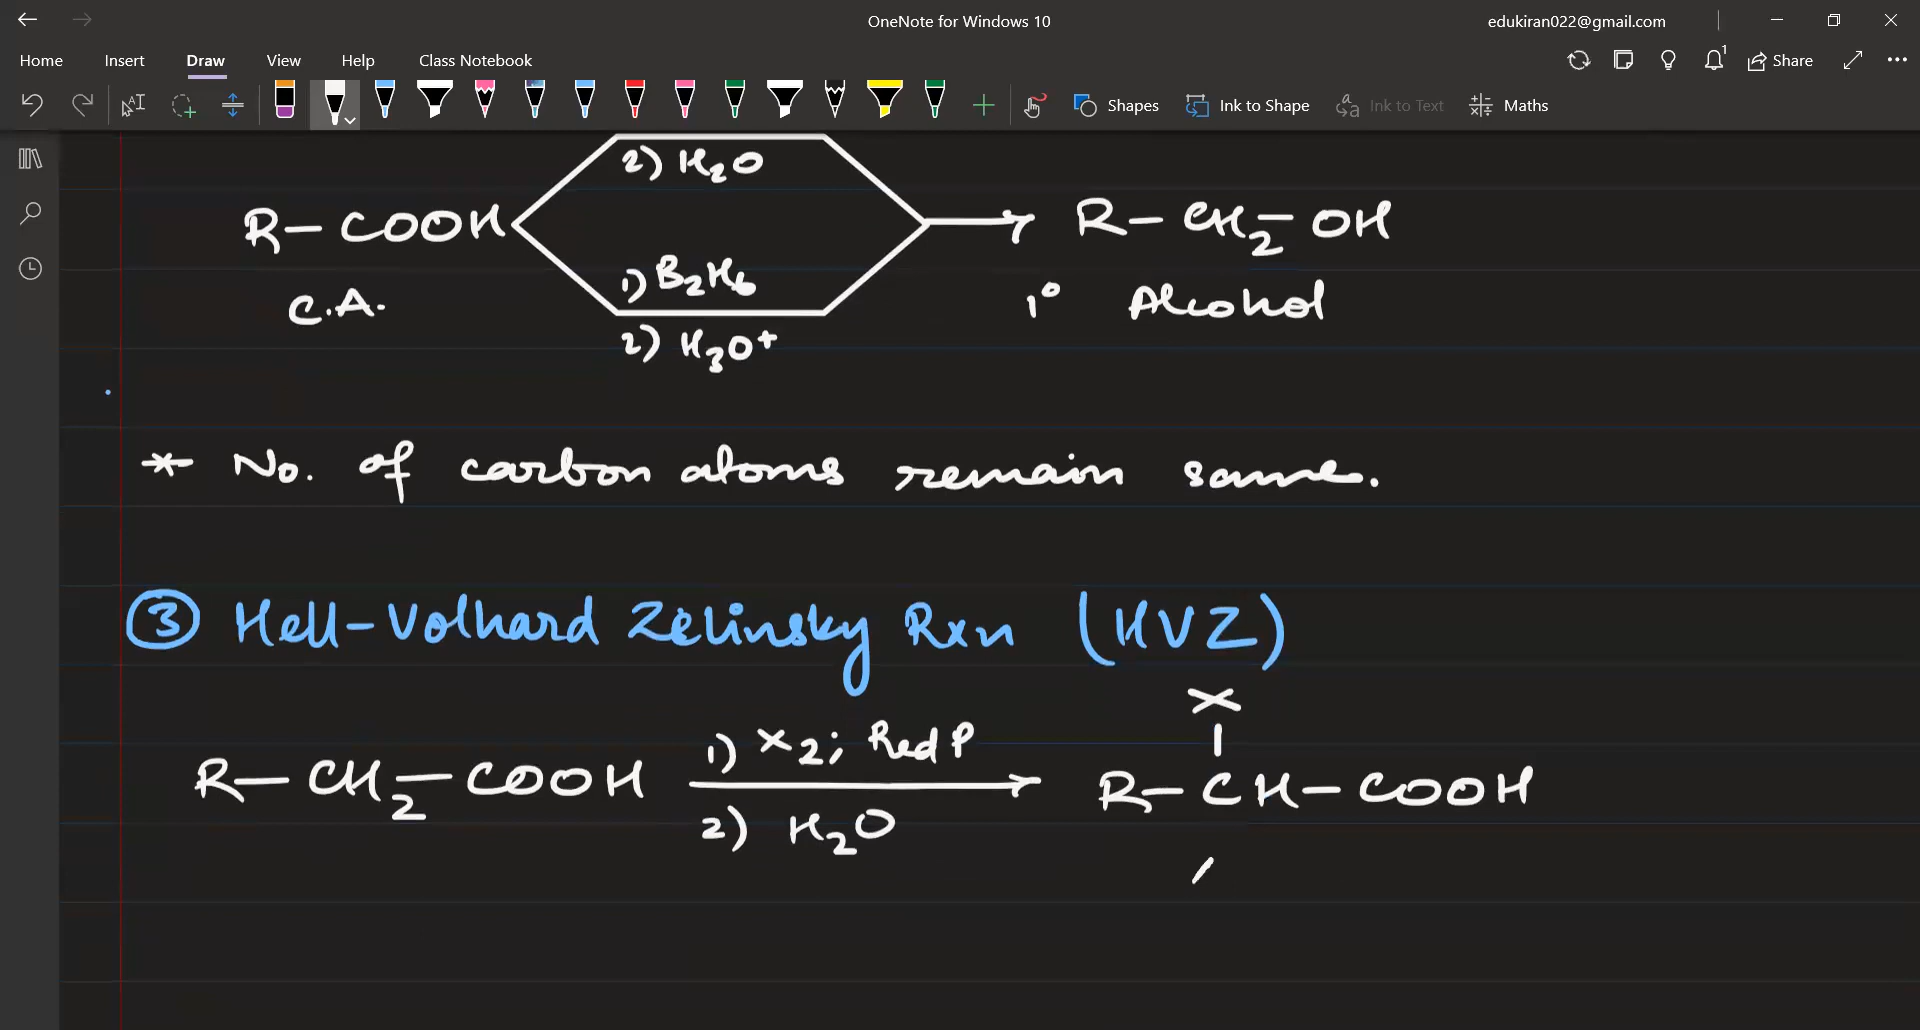 OneNote for Windows 10
edukiran022@gmail.com
Home Insert Draw View Help Class Notebook
1 Share
Shapes Ink to Shape Ink to Text Maths
2) H₂O
R — COOH → R — CH₂ — OH
1) B₂H₆
C.A. 1° Alcohol
2) H₃O⁺
* No. of carbon atoms remain same.
③ Hell-Volhard Zelinsky Rxn (HVZ)
X
1) X₂; Red P
R — CH₂ — COOH → R — CH — COOH
2) H₂O